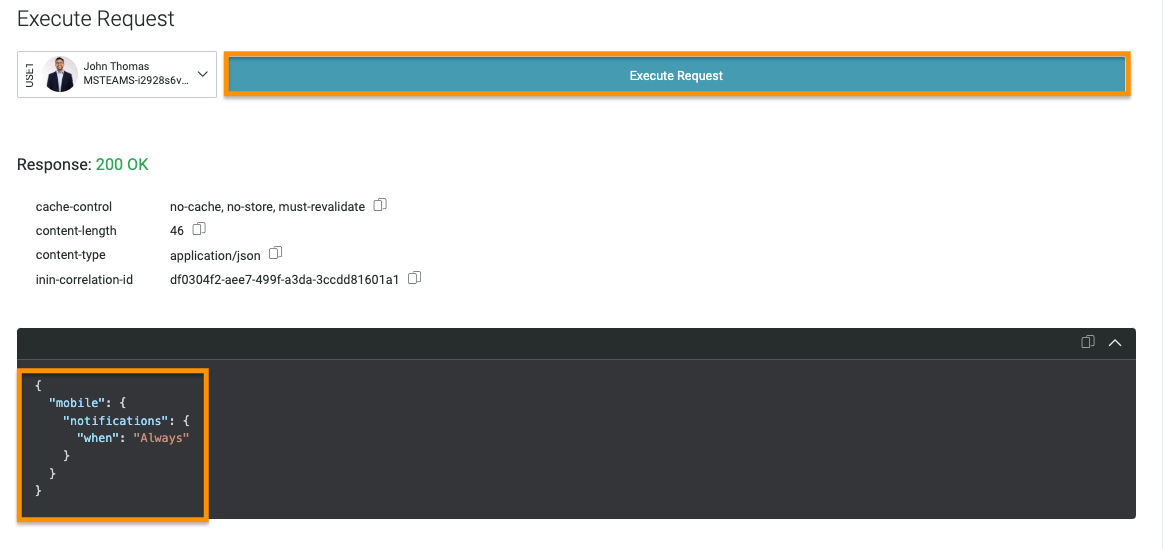 Execute Request
USE1
John Thomas
MSTEAMS-i2928s6v...
Execute Request
Response: 200 OK
cache-control no-cache, no-store, must-revalidate
content-length 46
content-type application/json
inin-correlation-id df0304f2-aee7-499f-a3da-3ccdd81601a1
{
"mobile": {
"notifications": {
"when": "Always"
}
}
}